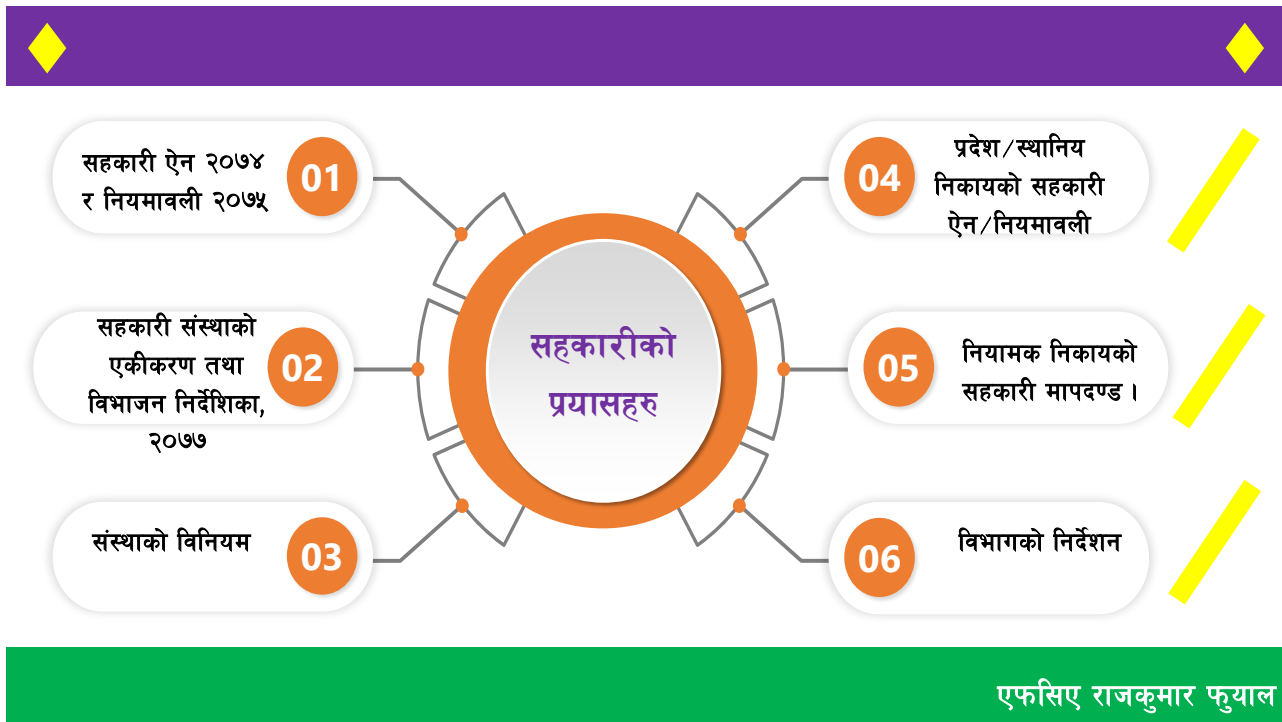 सहकारी ऐन २०७४
र नियमावली २०७५
01
सहकारी संस्थाको
एकीकरण तथा
विभाजन निर्देशिका,
२०७७
02
संस्थाको विनियम
03
सहकारीको
प्रयासहरु
04
प्रदेश/स्थानिय
निकायको सहकारी
ऐन/नियमावली
05
नियामक निकायको
सहकारी मापदण्ड ।
06
विभागको निर्देशन
एफसिए राजकुमार फुयाल